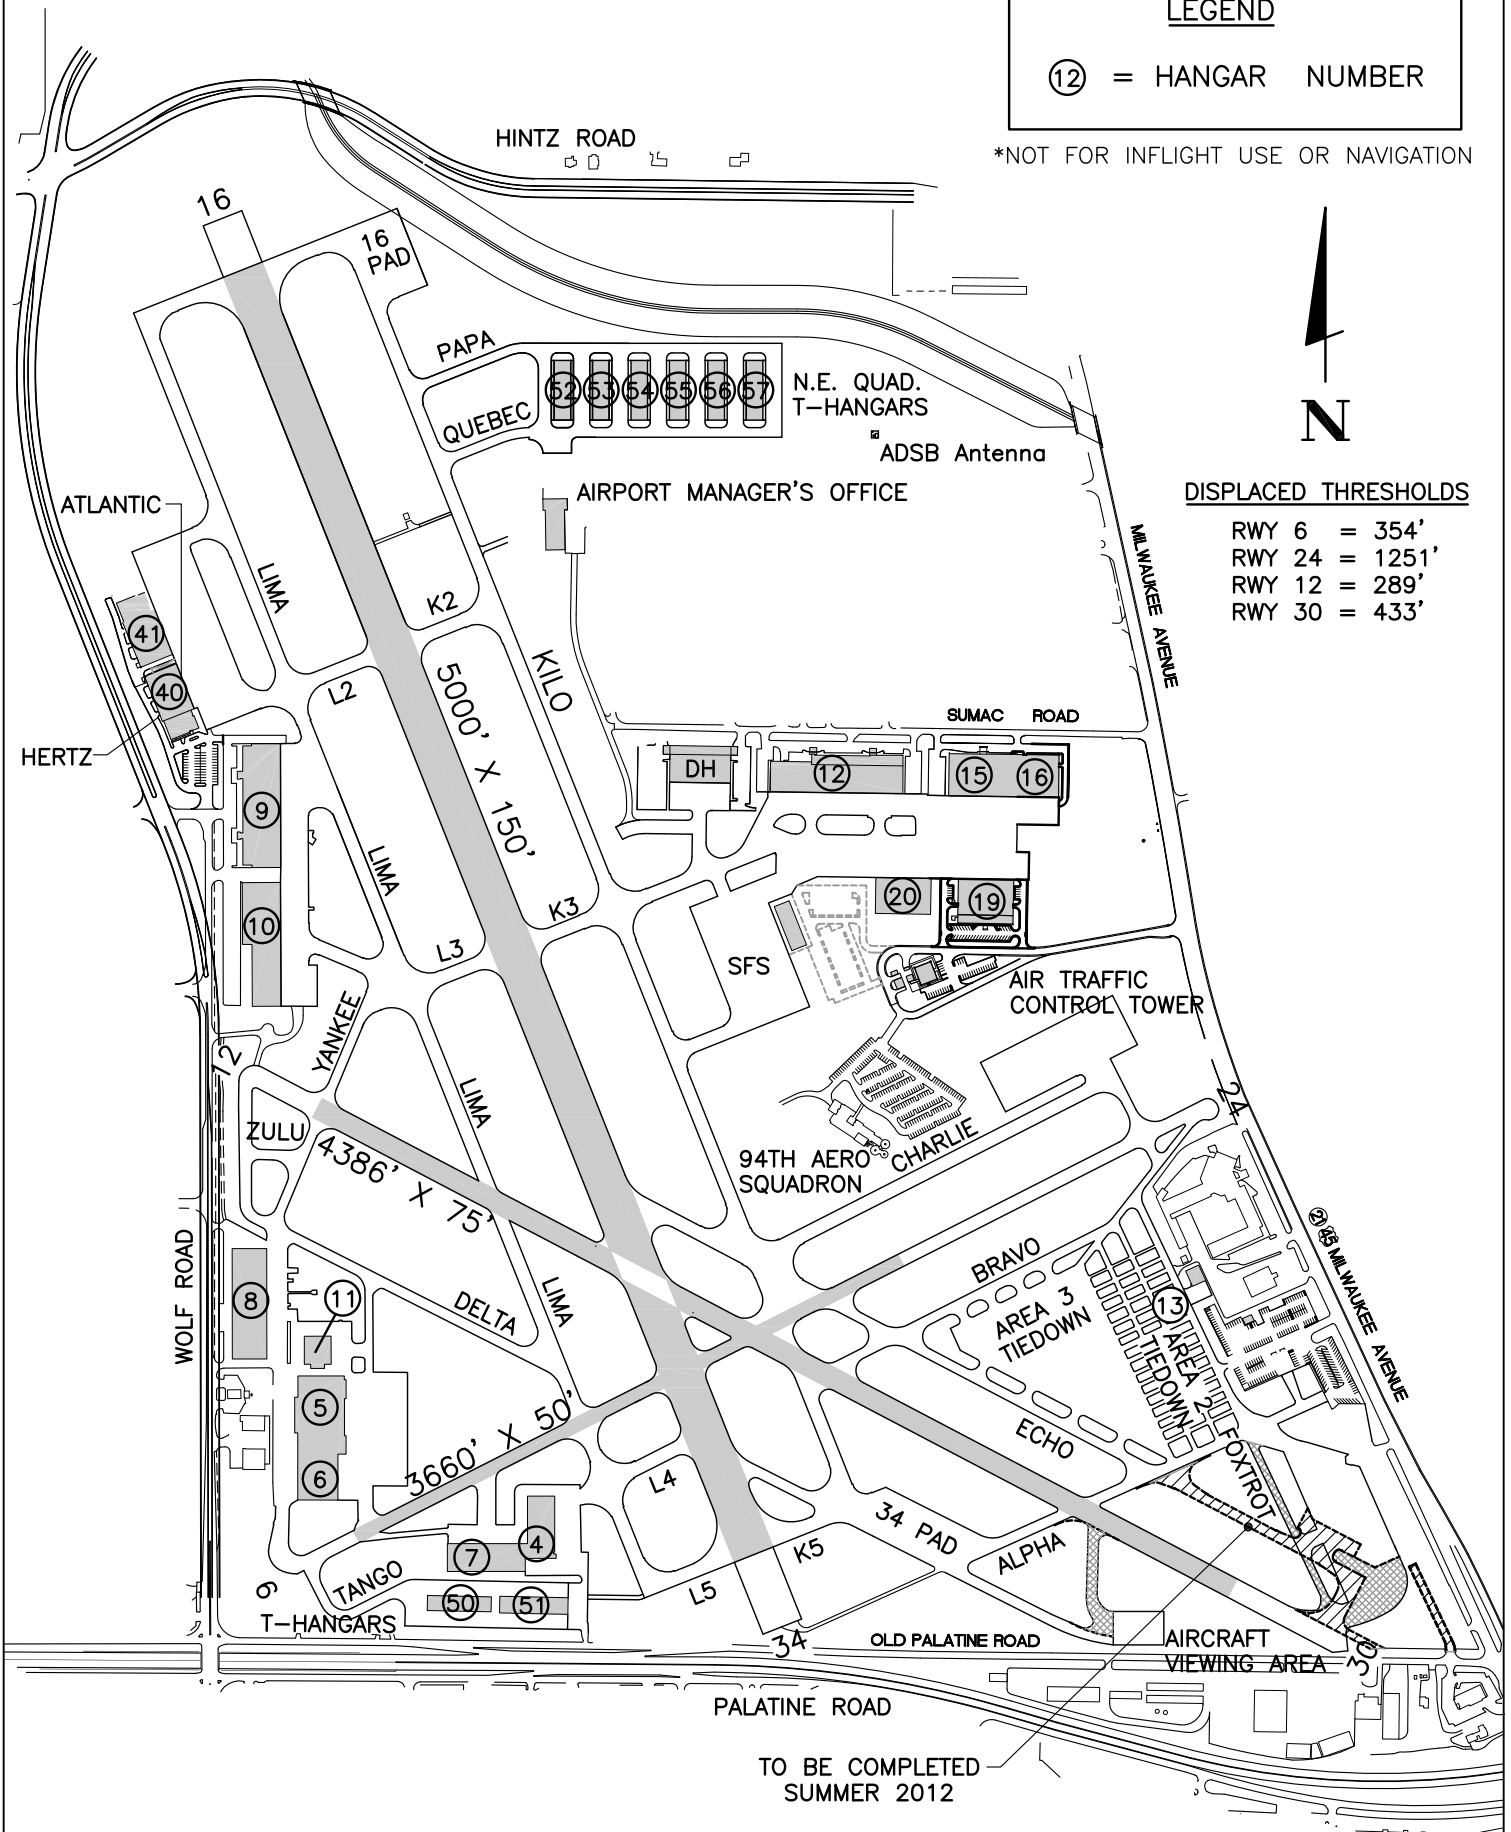 LEGEND
12 = HANGAR NUMBER
*NOT FOR INFLIGHT USE OR NAVIGATION
HINTZ ROAD
16
16
PAD
PAPA
QUEBEC
52 53 54 55 56 57
N.E. QUAD.
T-HANGARS
ADSB Antenna
N
DISPLACED THRESHOLDS
RWY 6 = 354'
RWY 24 = 1251'
RWY 12 = 289'
RWY 30 = 433'
ATLANTIC
AIRPORT MANAGER'S OFFICE
MILWAUKEE AVENUE
LIMA
K2
41
40
L2
KILO
5000' X 150'
HERTZ
SUMAC ROAD
DH
12
15
16
9
LIMA
K3
L3
10
20
19
SFS
AIR TRAFFIC
CONTROL TOWER
YANKEE
12
LIMA
24
ZULU
4386' X 75'
94TH AERO
SQUADRON
CHARLIE
WOLF ROAD
21 45 MILWAUKEE AVENUE
BRAVO
8
11
DELTA
LIMA
AREA 3
TIEDOWN
13
AREA 2
TIEDOWN
5
6
3660' X 50'
ECHO
FOXTROT
L4
34 PAD
K5
ALPHA
4
7
TANGO
L5
6
50
51
T-HANGARS
34
OLD PALATINE ROAD
AIRCRAFT
VIEWING AREA
30
PALATINE ROAD
TO BE COMPLETED
SUMMER 2012